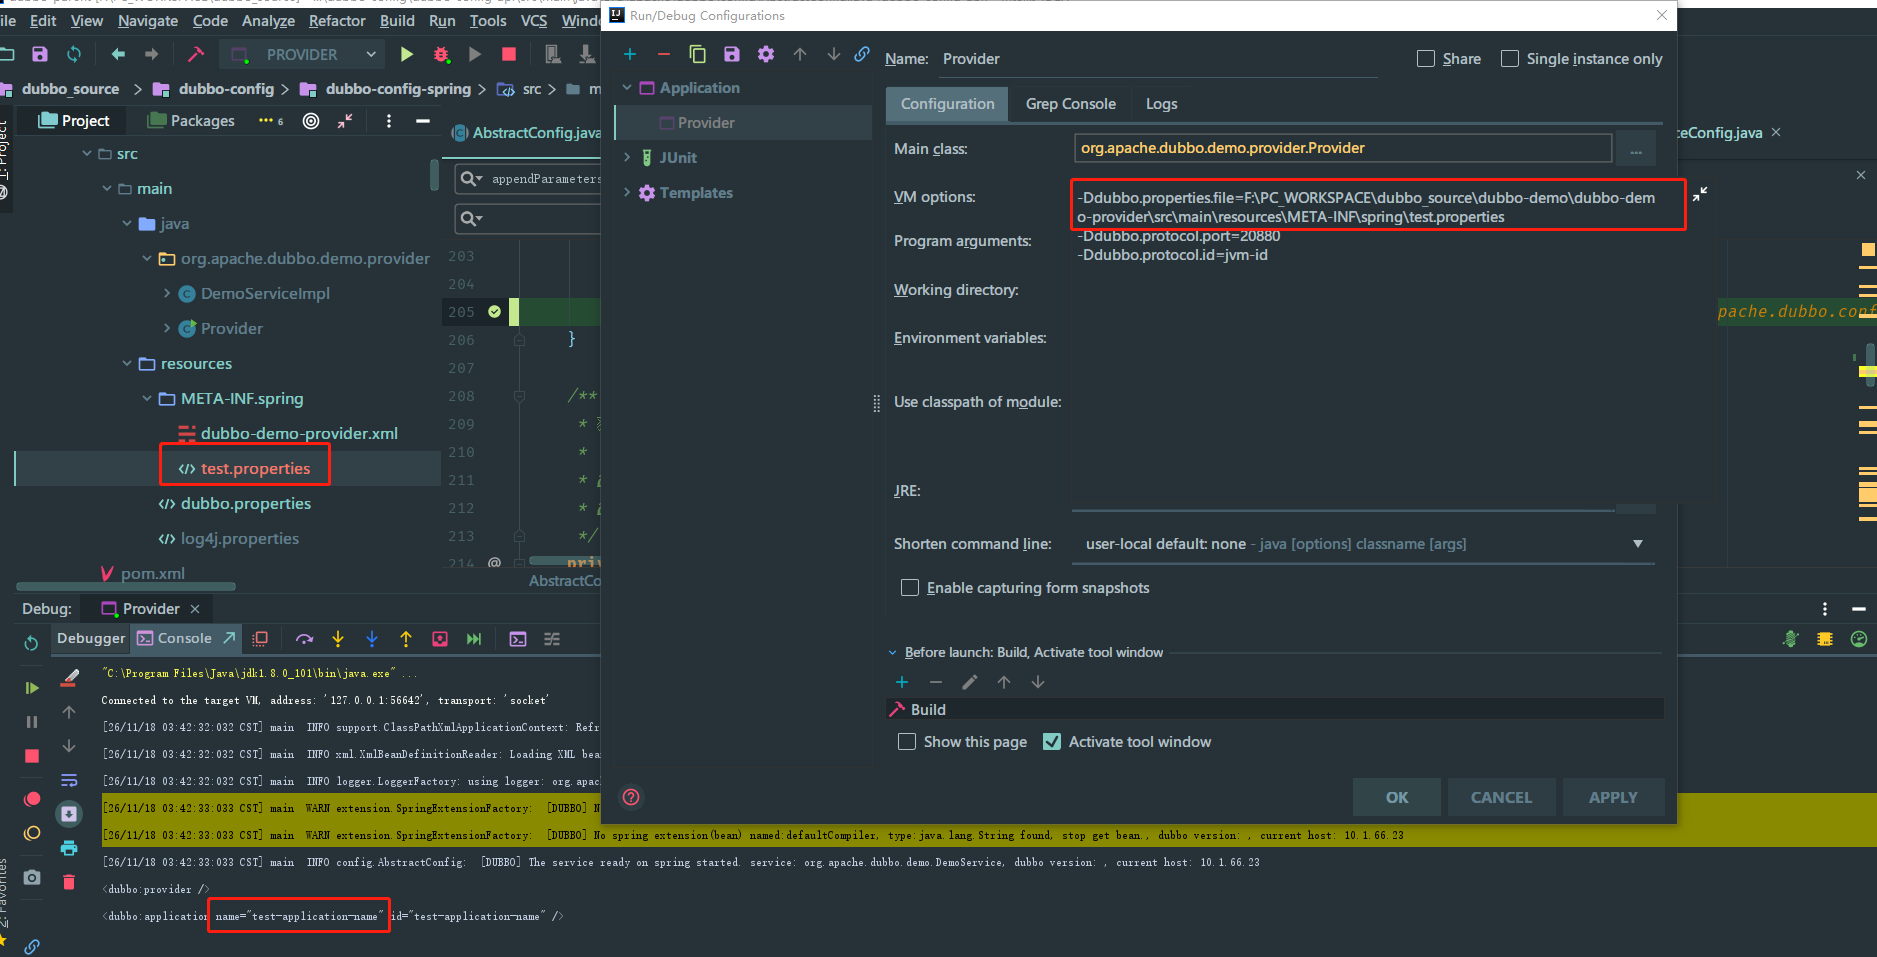 File Edit View Navigate Code Analyze Refactor Build Run Tools VCS
PROVIDER
dubbo_source > dubbo-config > dubbo-config-spring > src >
1: Project
Project Packages 6
src
main
java
org.apache.dubbo.demo.provider
DemoServiceImpl
Provider
resources
META-INF.spring
dubbo-demo-provider.xml
test.properties
dubbo.properties
log4j.properties
pom.xml
AbstractConfig.java
appendParameters
203
204
205
206 }
207
208 /**
209 *
210 *
211 *
212 *
213 */
214 @
Run/Debug Configurations
Application
Provider
JUnit
Templates
Name: Provider
Share Single instance only
Configuration Grep Console Logs
Main class: org.apache.dubbo.demo.provider.Provider ...
VM options: -Ddubbo.properties.file=F:\PC_WORKSPACE\dubbo_source\dubbo-demo\dubbo-dem
o-provider\src\main\resources\META-INF\spring\test.properties
-Ddubbo.protocol.port=20880
-Ddubbo.protocol.id=jvm-id
Program arguments:
Working directory:
Environment variables:
Use classpath of module:
JRE:
Shorten command line: user-local default: none - java [options] classname [args]
Enable capturing form snapshots
Before launch: Build, Activate tool window
Build
Show this page Activate tool window
OK CANCEL APPLY
ceConfig.java
pache.dubbo.conf
Debug: Provider
Debugger Console
"C:\Program Files\Java\jdk1.8.0_101\bin\java.exe" ...
Connected to the target VM, address: '127.0.0.1:56642', transport: 'socket'
[26/11/18 03:42:32:032 CST] main INFO support.ClassPathXmlApplicationContext: Refr
[26/11/18 03:42:32:032 CST] main INFO xml.XmlBeanDefinitionReader: Loading XML bea
[26/11/18 03:42:32:032 CST] main INFO logger.LoggerFactory: using logger: org.apac
[26/11/18 03:42:33:033 CST] main WARN extension.SpringExtensionFactory: [DUBBO] N
[26/11/18 03:42:33:033 CST] main WARN extension.SpringExtensionFactory: [DUBBO] No spring extension(bean) named:defaultCompiler, type:java.lang.String found, stop get bean., dubbo version: , current host: 10.1.66.23
[26/11/18 03:42:33:033 CST] main INFO config.AbstractConfig: [DUBBO] The service ready on spring started. service: org.apache.dubbo.demo.DemoService, dubbo version: , current host: 10.1.66.23
<dubbo:provider />
<dubbo:application name="test-application-name" id="test-application-name" />
2: Favorites